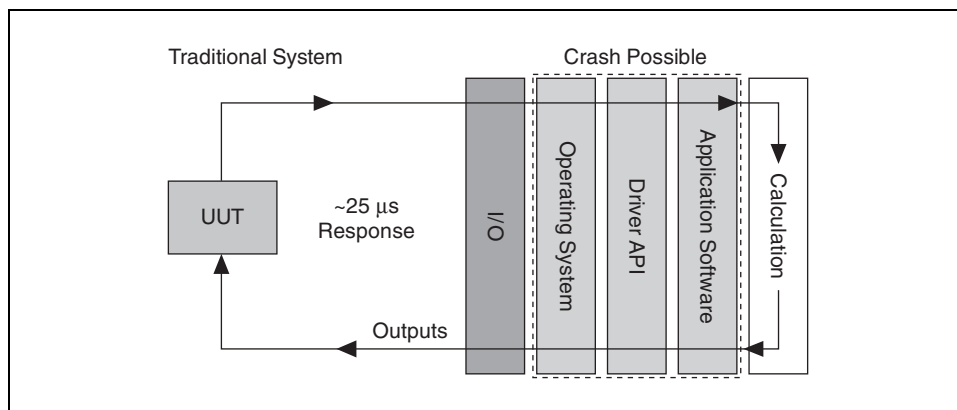 Traditional System
Crash Possible
UUT
~25 μs
Response
I/O
Operating System
Driver API
Application Software
Calculation
Outputs